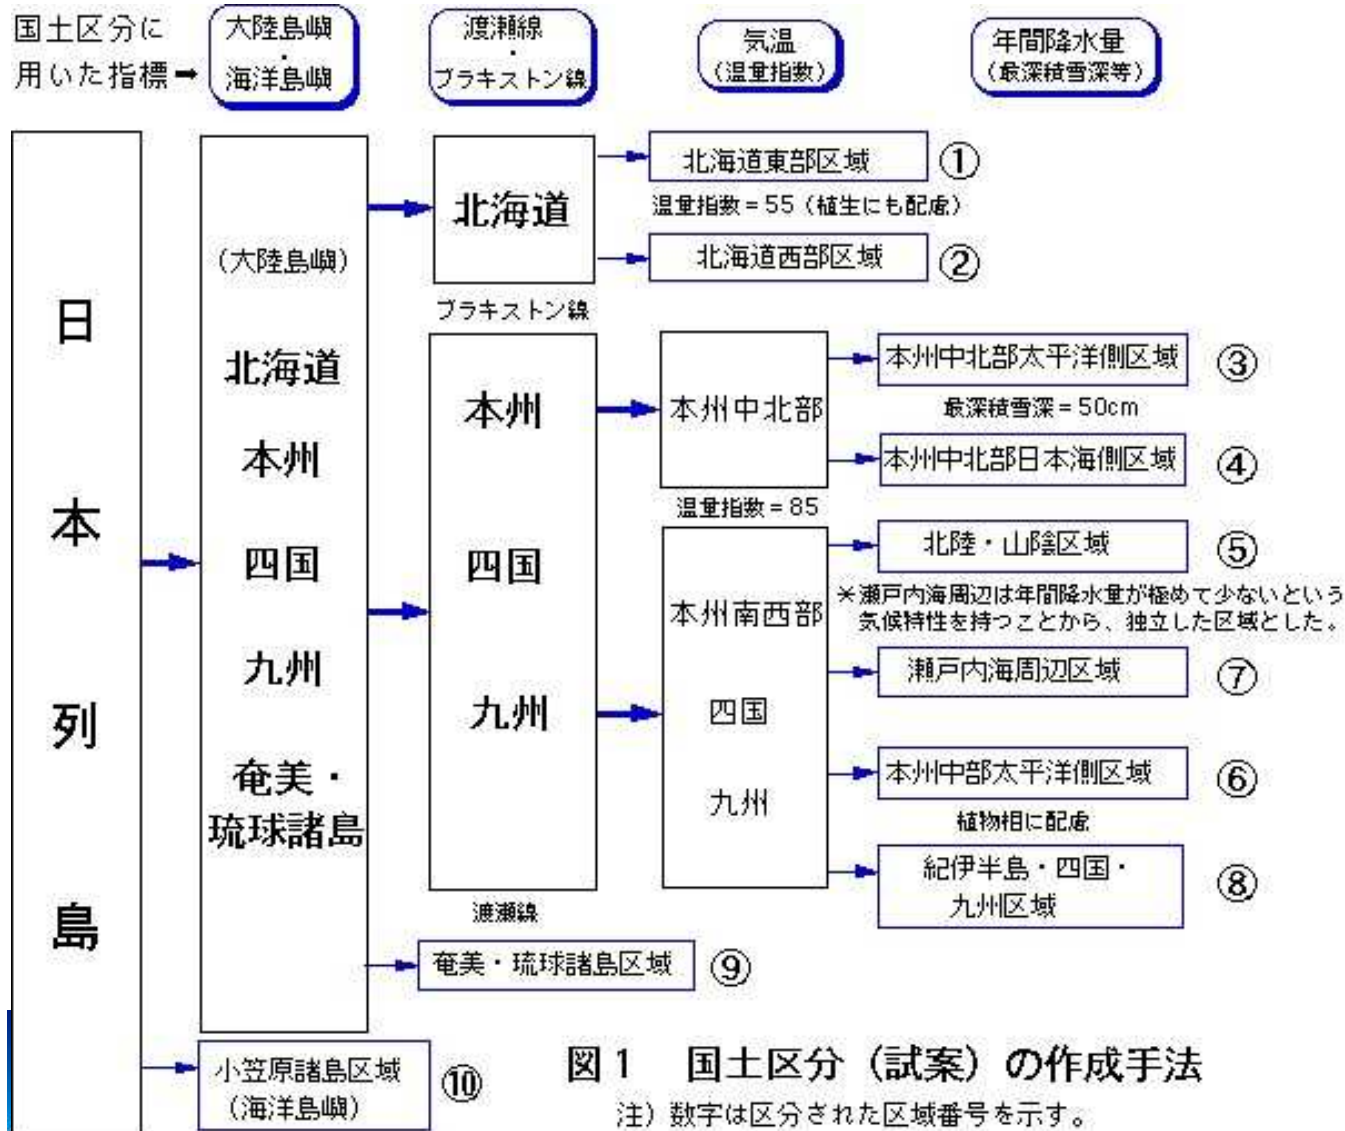 国土区分に
用いた指標➡
大陸島嶼
・
海洋島嶼
渡瀬線
・
ブラキストン線
気温
(温量指数)
年間降水量
(最深積雪深等)
日
本
列
島
(大陸島嶼)
北海道
本州
四国
九州
奄美・
琉球諸島
北海道
ブラキストン線
本州
四国
九州
渡瀬線
北海道東部区域 ①
温量指数=55 (植生にも配慮)
北海道西部区域 ②
本州中北部
温量指数=85
本州南西部
四国
九州
本州中北部太平洋側区域 ③
最深積雪深=50cm
本州中北部日本海側区域 ④
北陸・山陰区域 ⑤
*瀬戸内海周辺は年間降水量が極めて少ないという
気候特性を持つことから、独立した区域とした。
瀬戸内海周辺区域 ⑦
本州中部太平洋側区域 ⑥
植物相に配慮
紀伊半島・四国・
九州区域 ⑧
奄美・琉球諸島区域 ⑨
小笠原諸島区域
(海洋島嶼) ⑩
図1 国土区分 (試案) の作成手法
注) 数字は区分された区域番号を示す。